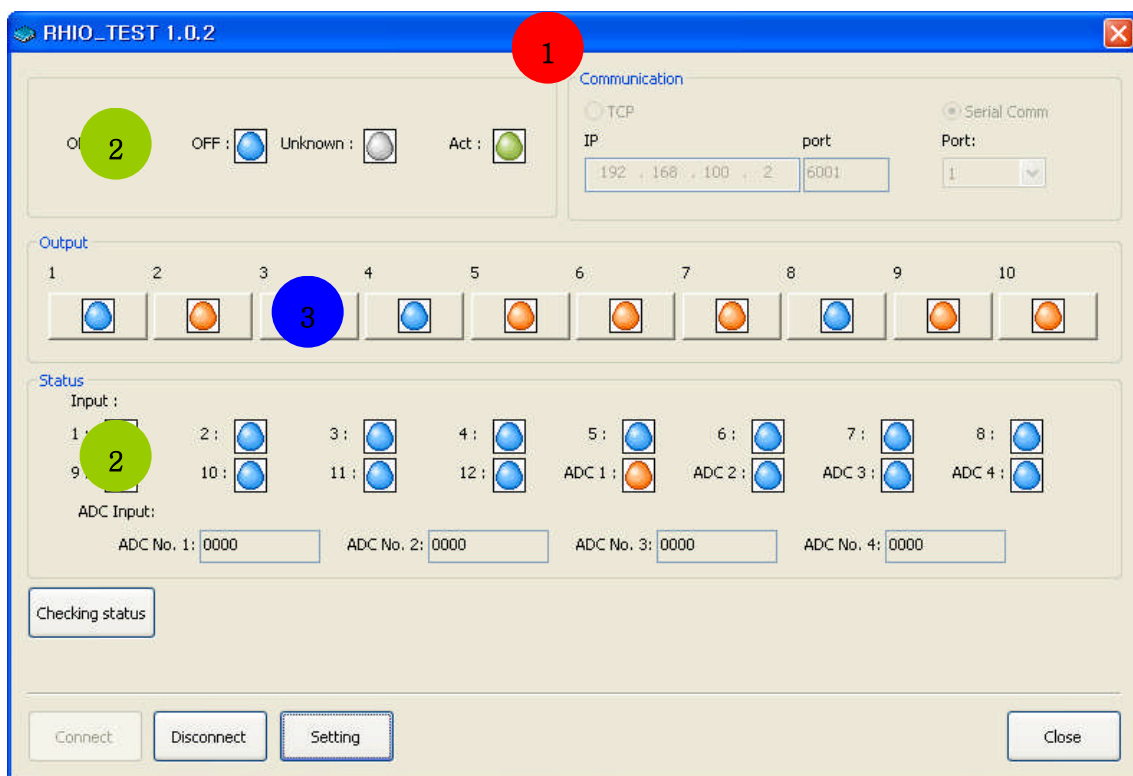 RHIO_TEST 1.0.2
1
Communication
TCP
Serial Comm
IP
port
Port:
192 . 168 . 100 . 2
6001
1
2
OFF :
Unknown :
Act :
Output
1 2 3 4 5 6 7 8 9 10
3
Status
Input :
1 : 2 : 3 : 4 : 5 : 6 : 7 : 8 :
2
9 : 10 : 11 : 12 : ADC 1 : ADC 2 : ADC 3 : ADC 4 :
ADC Input:
ADC No. 1: 0000 ADC No. 2: 0000 ADC No. 3: 0000 ADC No. 4: 0000
Checking status
Connect Disconnect Setting Close